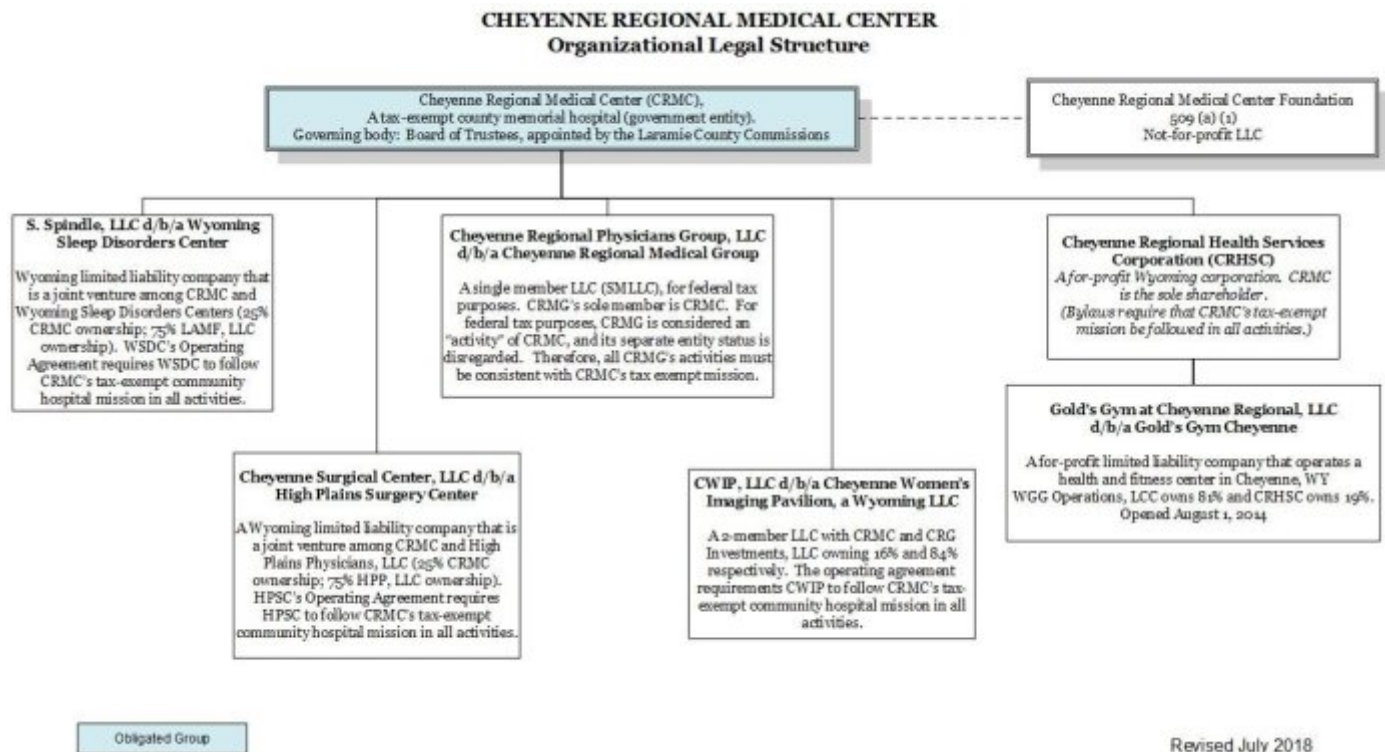 CHEYENNE REGIONAL MEDICAL CENTER
Organizational Legal Structure
Cheyenne Regional Medical Center (CRMC),
A tax-exempt county memorial hospital (government entity).
Governing body: Board of Trustees, appointed by the Laramie County Commissions
Cheyenne Regional Medical Center Foundation
509 (a) (1)
Not-for-profit LLC
S. Spindle, LLC d/b/a Wyoming
Sleep Disorders Center
Wyoming limited liability company that
is a joint venture among CRMC and
Wyoming Sleep Disorders Centers (25%
CRMC ownership; 75% LAMF, LLC
ownership). WSDC's Operating
Agreement requires WSDC to follow
CRMC's tax-exempt community
hospital mission in all activities.
Cheyenne Regional Physicians Group, LLC
d/b/a Cheyenne Regional Medical Group
A single member LLC (SMLLC), for federal tax
purposes. CRMG's sole member is CRMC. For
federal tax purposes, CRMG is considered an
"activity" of CRMC, and its separate entity status is
disregarded. Therefore, all CRMG's activities must
be consistent with CRMC's tax exempt mission.
Cheyenne Regional Health Services
Corporation (CRHSC)
A for-profit Wyoming corporation. CRMC
is the sole shareholder.
(Bylaws require that CRMC's tax-exempt
mission be followed in all activities.)
Gold's Gym at Cheyenne Regional, LLC
d/b/a Gold's Gym Cheyenne
A for-profit limited liability company that operates a
health and fitness center in Cheyenne, WY
WGG Operations, LCC owns 81% and CRHSC owns 19%.
Opened August 1, 2014
Cheyenne Surgical Center, LLC d/b/a
High Plains Surgery Center
A Wyoming limited liability company that is
a joint venture among CRMC and High
Plains Physicians, LLC (25% CRMC
ownership; 75% HPP, LLC ownership).
HPSC's Operating Agreement requires
HPSC to follow CRMC's tax-exempt
community hospital mission in all activities.
CWIP, LLC d/b/a Cheyenne Women's
Imaging Pavilion, a Wyoming LLC
A 2-member LLC with CRMC and CRG
Investments, LLC owning 16% and 84%
respectively. The operating agreement
requirements CWIP to follow CRMC's tax-
exempt community hospital mission in all
activities.
Obligated Group
Revised July 2018